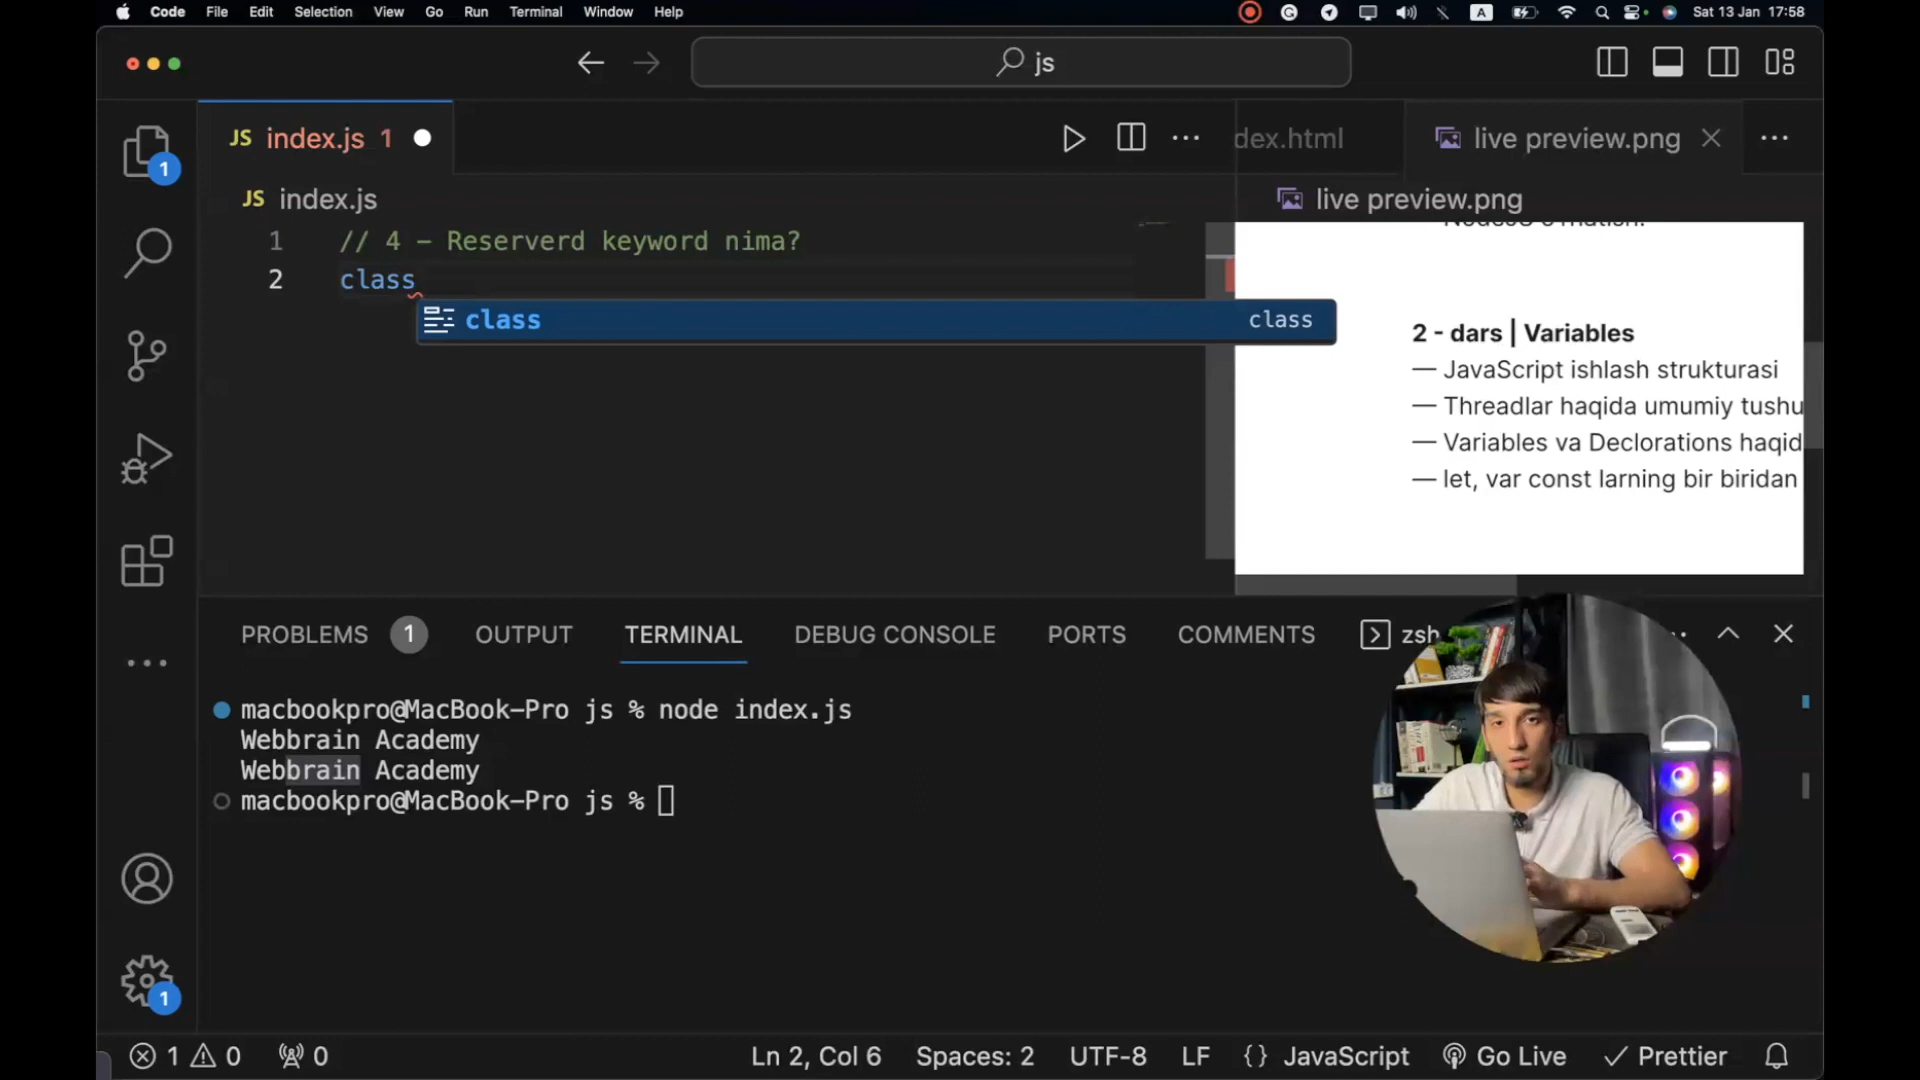 Code File Edit Selection View Go Run Terminal Window Help
A
Sat 13 Jan 17:58
js
JS index.js 1
dex.html
live preview.png
JS index.js
live preview.png
1 // 4 – Reserverd keyword nima?
2 class
class class
2 - dars | Variables
— JavaScript ishlash strukturasi
— Threadlar haqida umumiy tushu
— Variables va Declorations haqid
— let, var const larning bir biridan
1
PROBLEMS 1 OUTPUT TERMINAL DEBUG CONSOLE PORTS COMMENTS zsh
macbookpro@MacBook-Pro js % node index.js
Webbrain Academy
Webbrain Academy
macbookpro@MacBook-Pro js %
1
1 0 0
Ln 2, Col 6 Spaces: 2 UTF-8 LF {} JavaScript Go Live Prettier